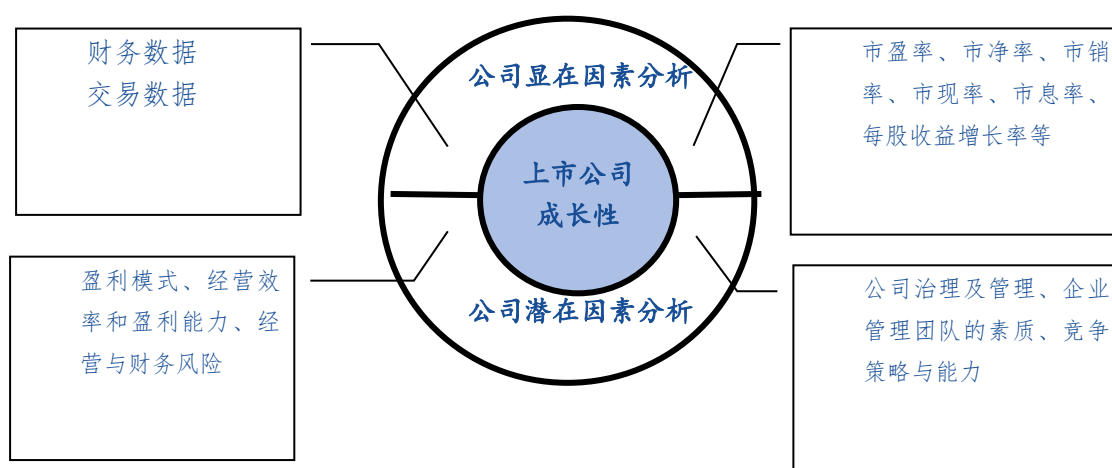 财务数据
交易数据
公司显在因素分析
市盈率、市净率、市销
率、市现率、市息率、
每股收益增长率等
上市公司
成长性
盈利模式、经营效
率和盈利能力、经
营与财务风险
公司潜在因素分析
公司治理及管理、企业
管理团队的素质、竞争
策略与能力